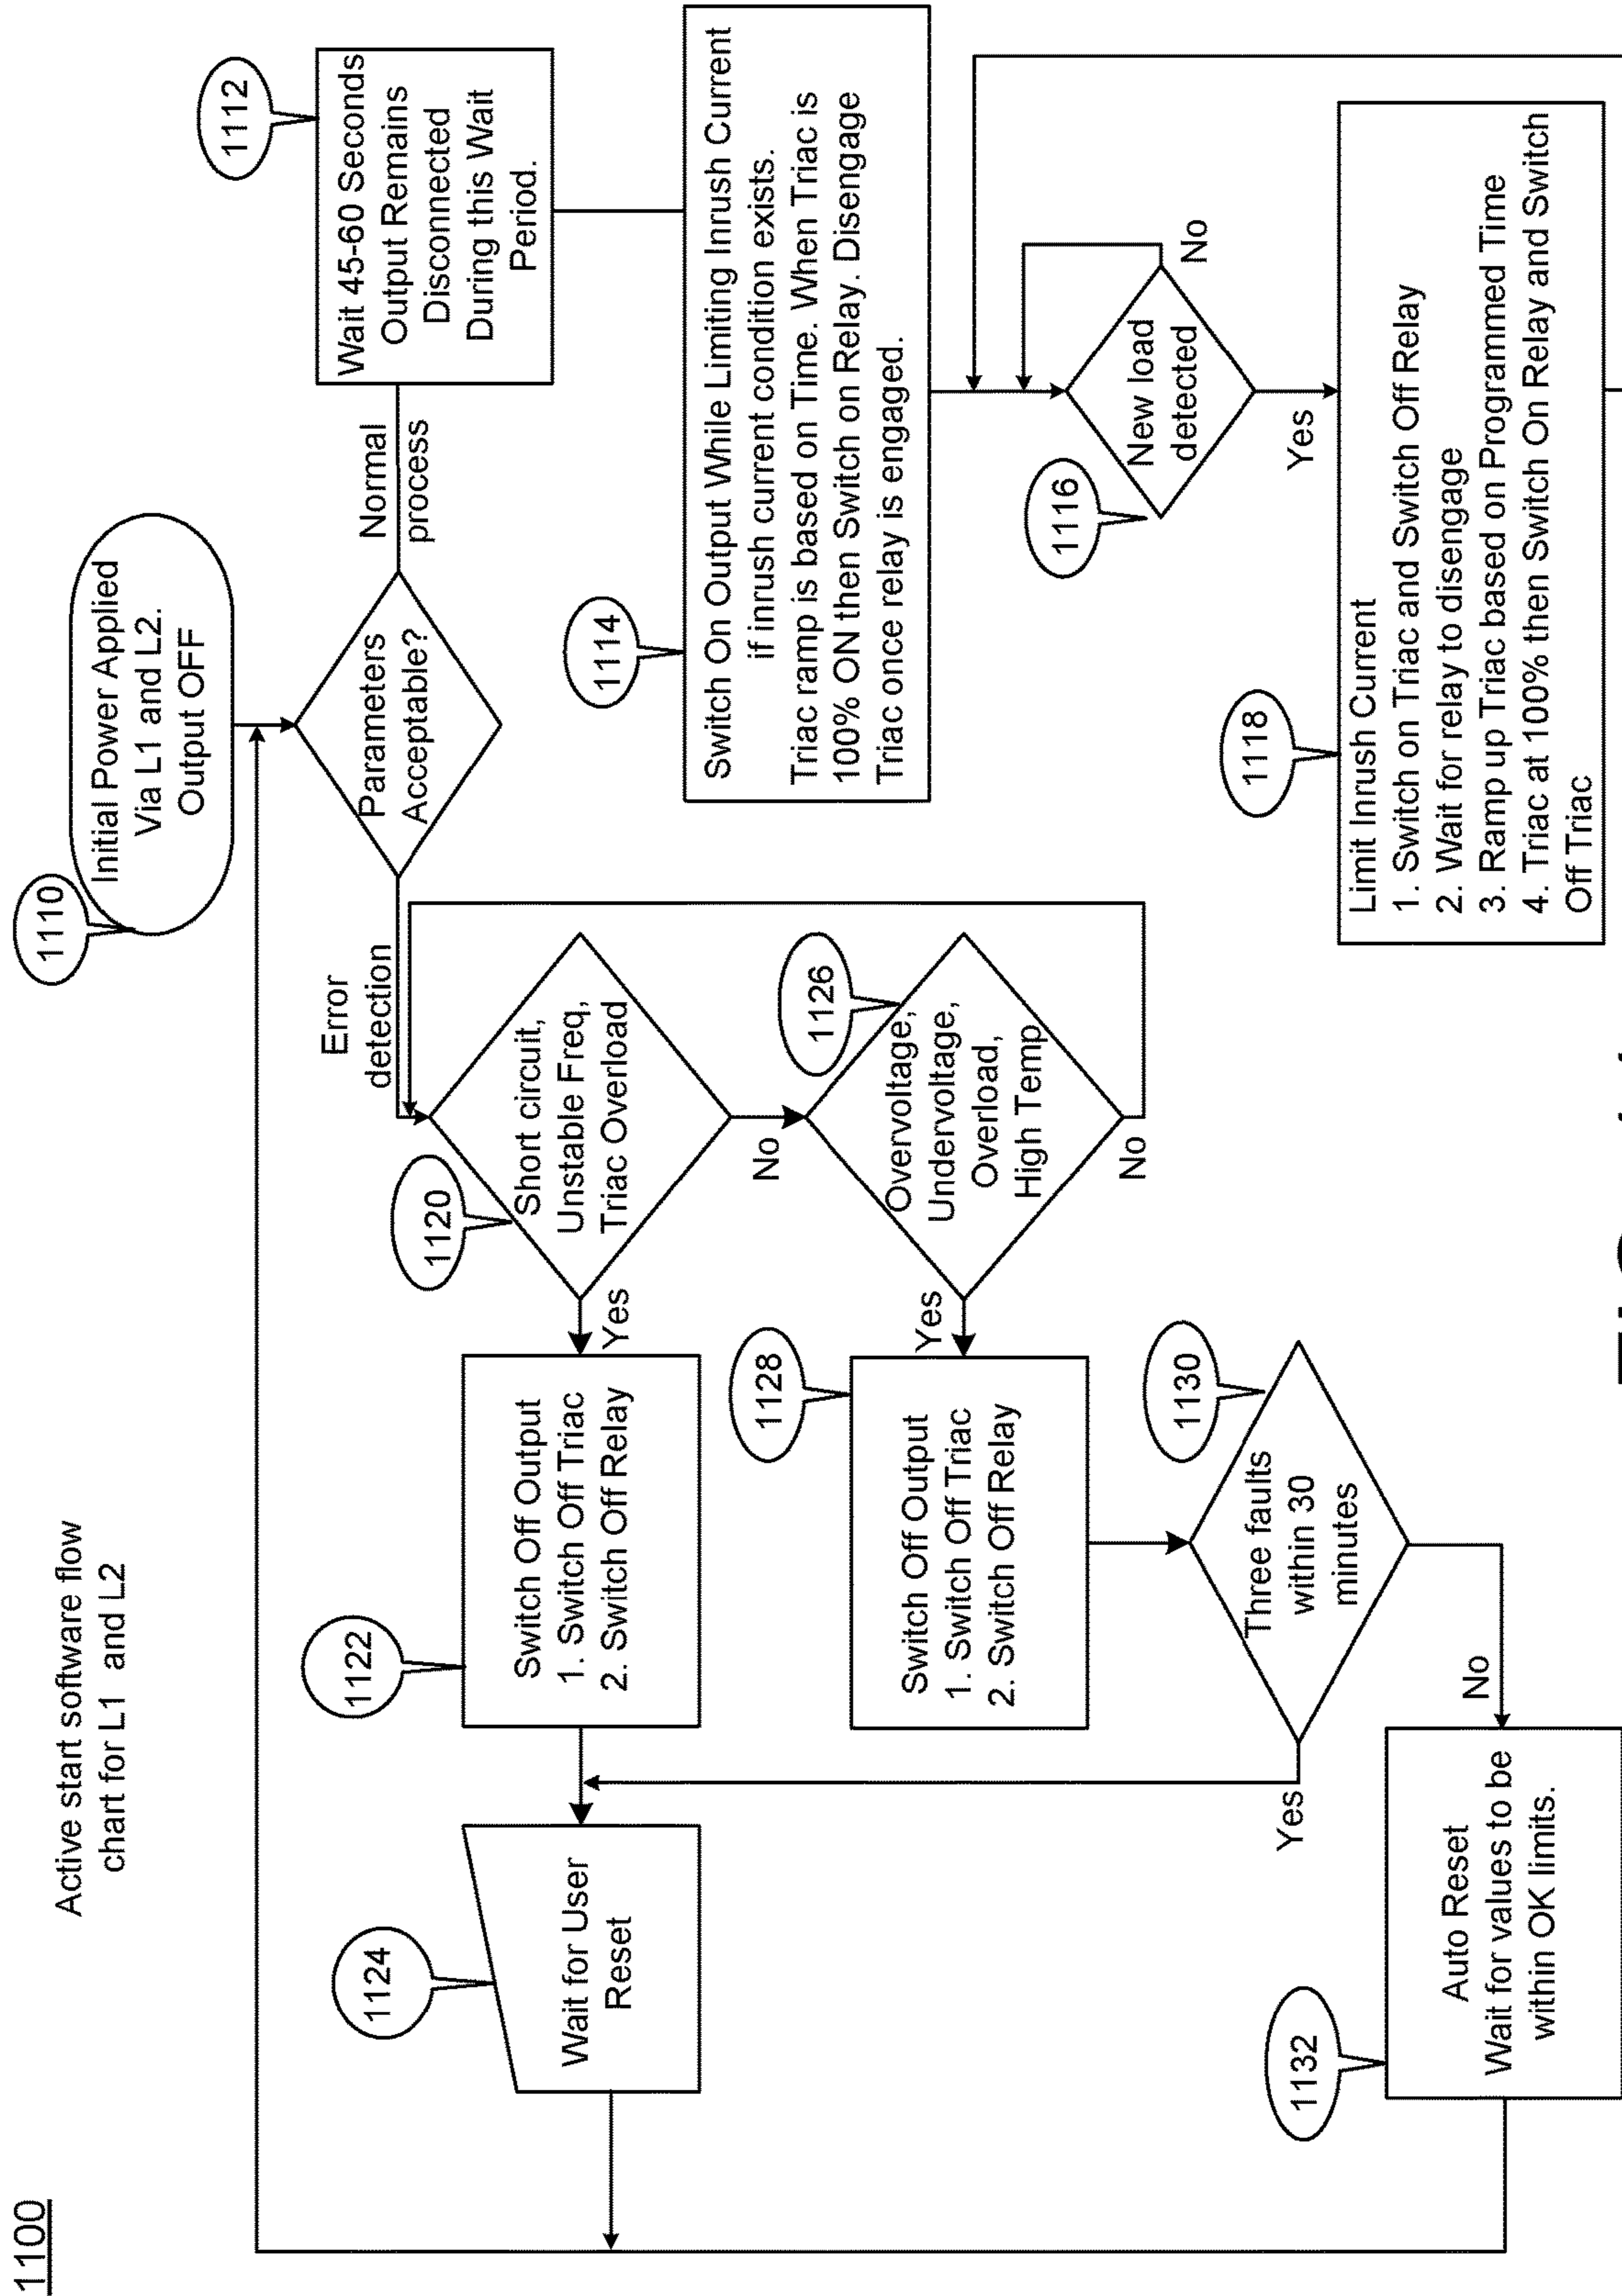 1100
Active start software flow
chart for L1 and L2
1110
Initial Power Applied
Via L1 and L2.
Output OFF
Parameters
Acceptable?
Normal
process
Error
detection
1112
Wait 45-60 Seconds
Output Remains
Disconnected
During this Wait
Period.
1114
Switch On Output While Limiting Inrush Current
if inrush current condition exists.
Triac ramp is based on Time. When Triac is
100% ON then Switch on Relay. Disengage
Triac once relay is engaged.
1116
New load
detected
No
Yes
1118
Limit Inrush Current
1. Switch on Triac and Switch Off Relay
2. Wait for relay to disengage
3. Ramp up Triac based on Programmed Time
4. Triac at 100% then Switch On Relay and Switch
Off Triac
1120
Short circuit,
Unstable Freq,
Triac Overload
Yes
No
1122
Switch Off Output
1. Switch Off Triac
2. Switch Off Relay
1124
Wait for User
Reset
1126
Overvoltage,
Undervoltage,
Overload,
High Temp
Yes
No
1128
Switch Off Output
1. Switch Off Triac
2. Switch Off Relay
1130
Three faults
within 30
minutes
Yes
No
1132
Auto Reset
Wait for values to be
within OK limits.